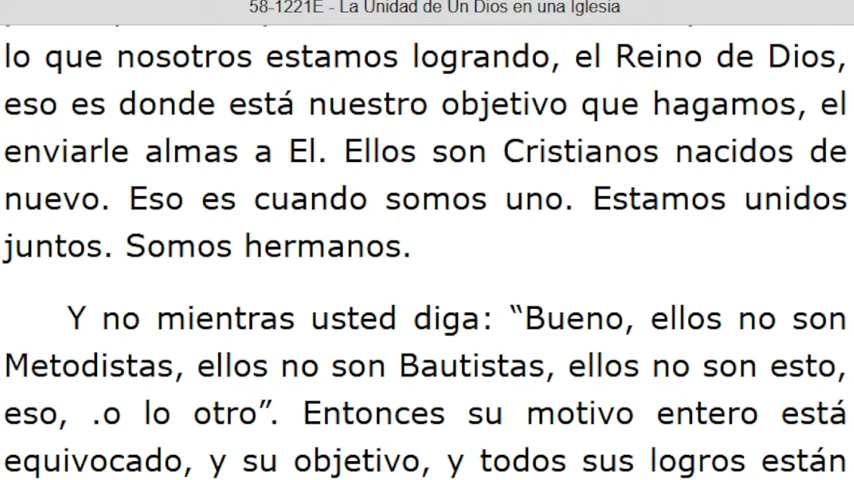 58-1221E - La Unidad de Un Dios en una Iglesia
lo que nosotros estamos logrando, el Reino de Dios,
eso es donde está nuestro objetivo que hagamos, el
enviarle almas a El. Ellos son Cristianos nacidos de
nuevo. Eso es cuando somos uno. Estamos unidos
juntos. Somos hermanos.
Y no mientras usted diga: “Bueno, ellos no son
Metodistas, ellos no son Bautistas, ellos no son esto,
eso, .o lo otro”. Entonces su motivo entero está
equivocado, y su objetivo, y todos sus logros están